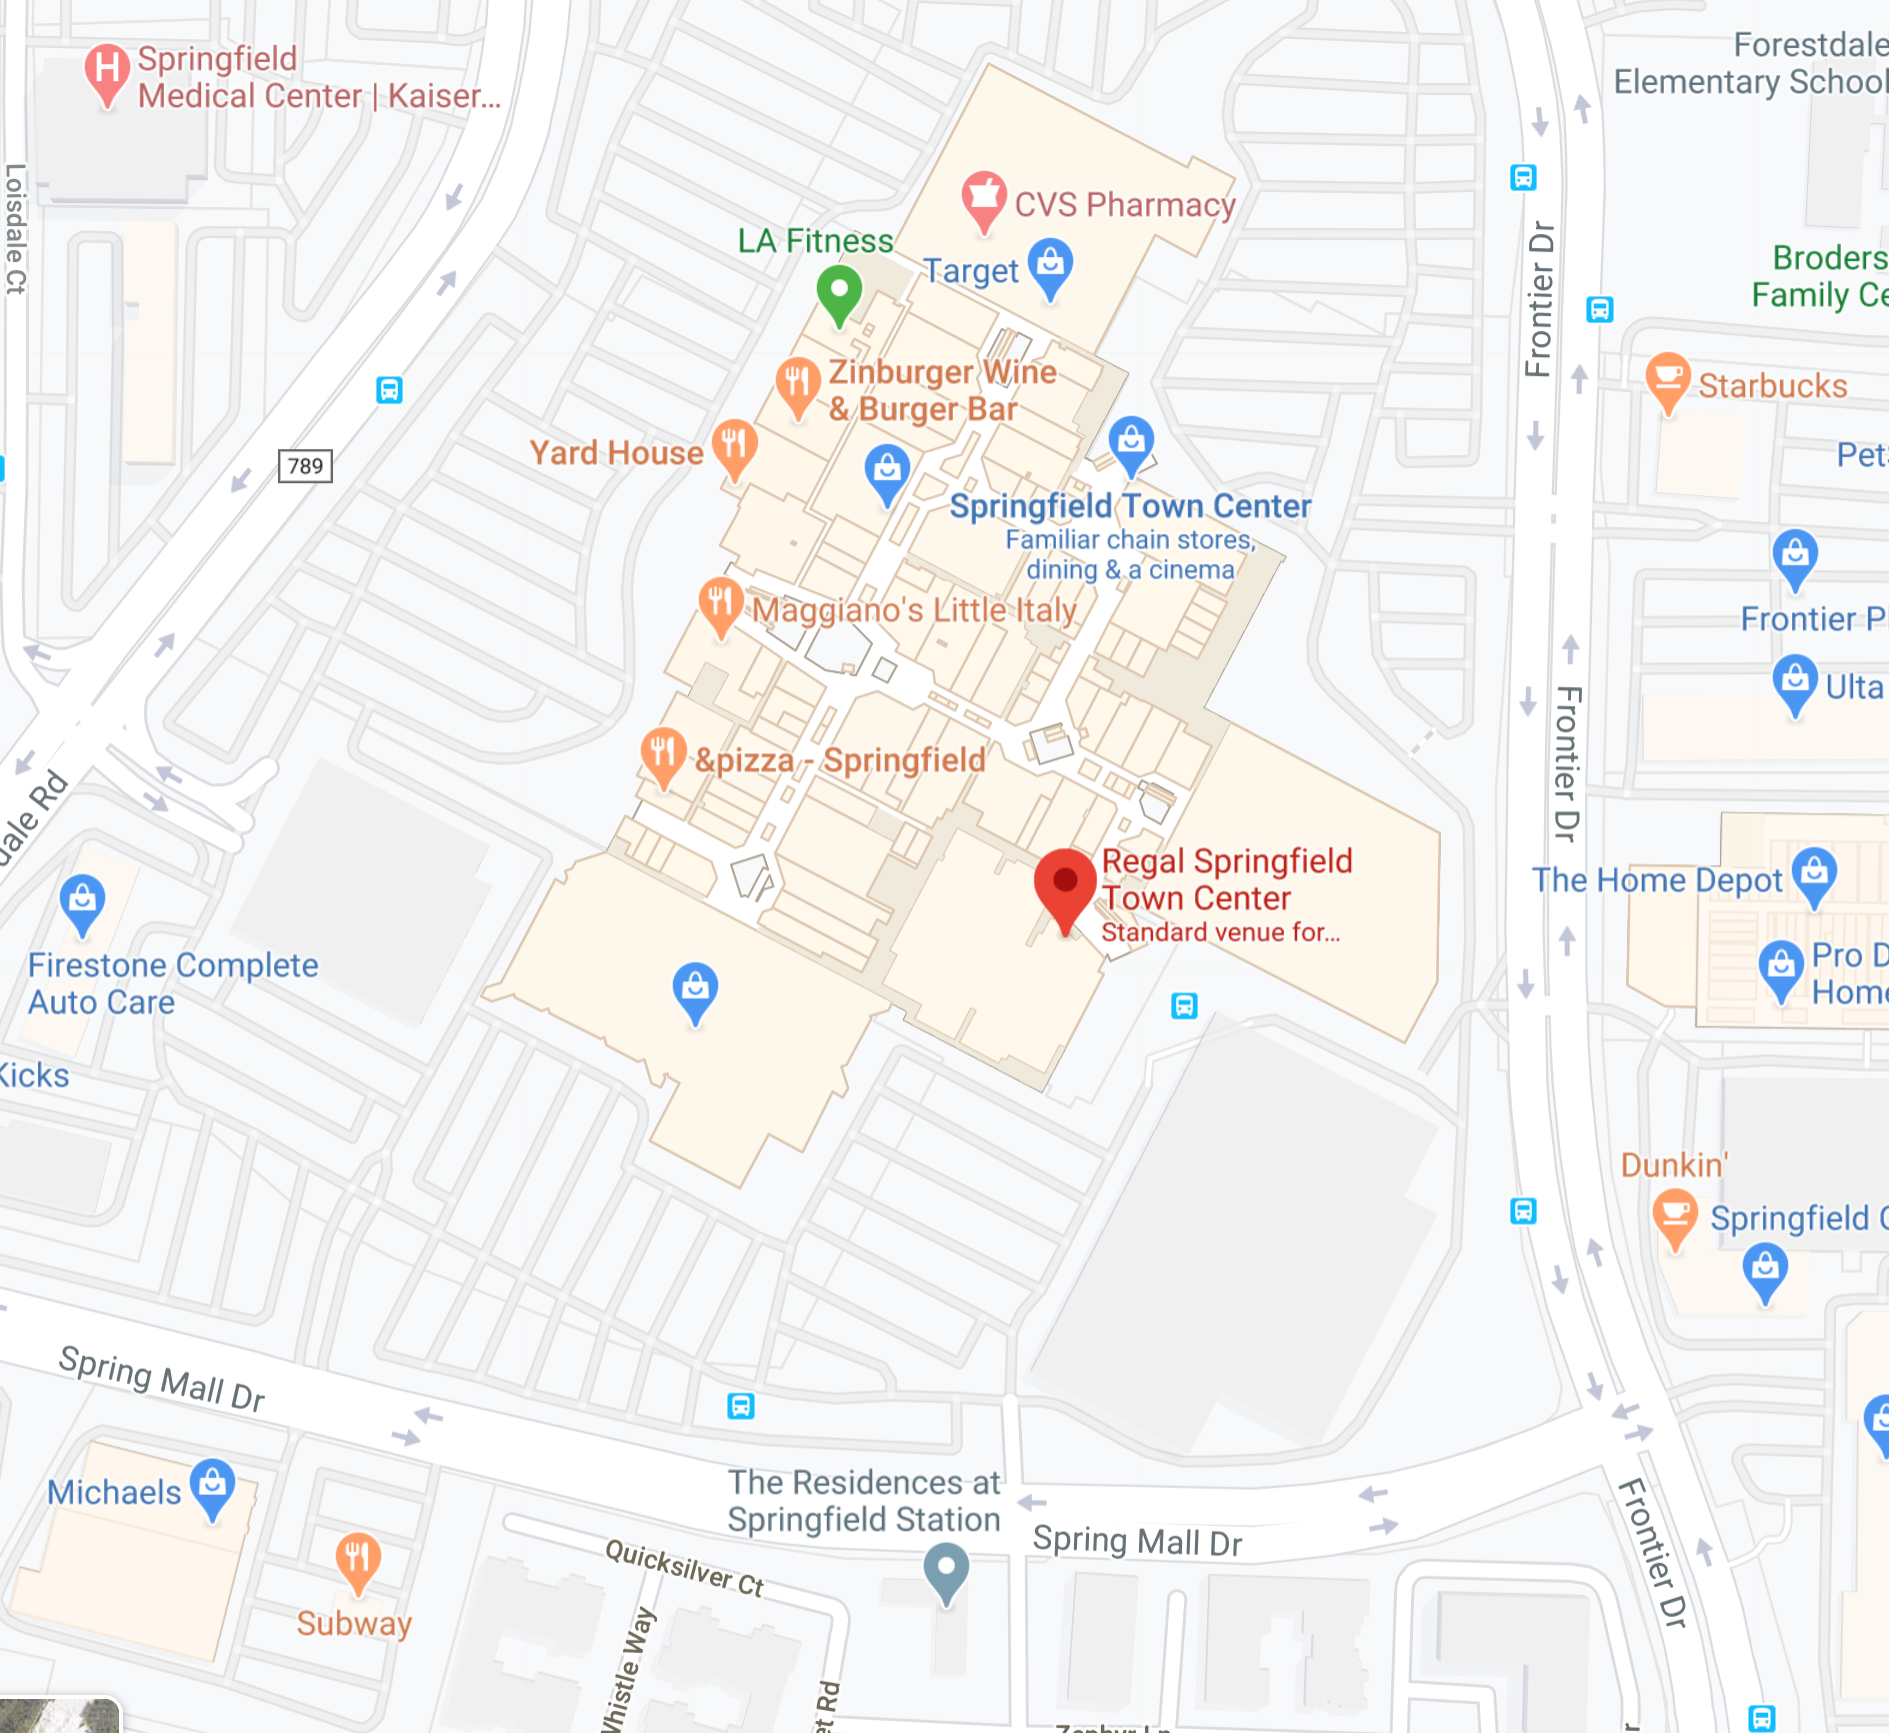 Springfield
Medical Center | Kaiser...
Forestdale
Elementary School
Loisdale Ct
CVS Pharmacy
LA Fitness
Target
Frontier Dr
Broders
Family Ce
Zinburger Wine
& Burger Bar
Starbucks
Yard House
Pet
789
Springfield Town Center
Familiar chain stores,
dining & a cinema
Maggiano's Little Italy
Frontier P
Ulta
Frontier Dr
&pizza - Springfield
dale Rd
Regal Springfield
Town Center
Standard venue for...
The Home Depot
Firestone Complete
Auto Care
Pro D
Home
Kicks
Dunkin'
Springfield
Spring Mall Dr
Michaels
The Residences at
Springfield Station
Spring Mall Dr
Quicksilver Ct
Frontier Dr
Subway
Whistle Way
et Rd